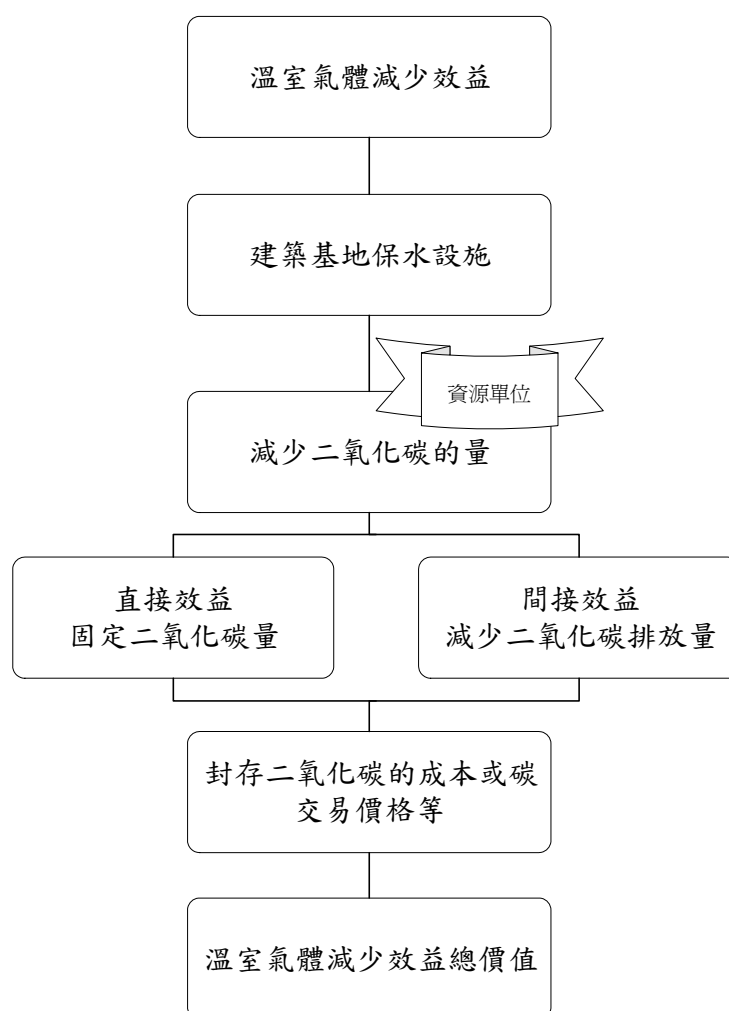 溫室氣體減少效益
建築基地保水設施
資源單位
減少二氧化碳的量
直接效益
固定二氧化碳量
間接效益
減少二氧化碳排放量
封存二氧化碳的成本或碳
交易價格等
溫室氣體減少效益總價值